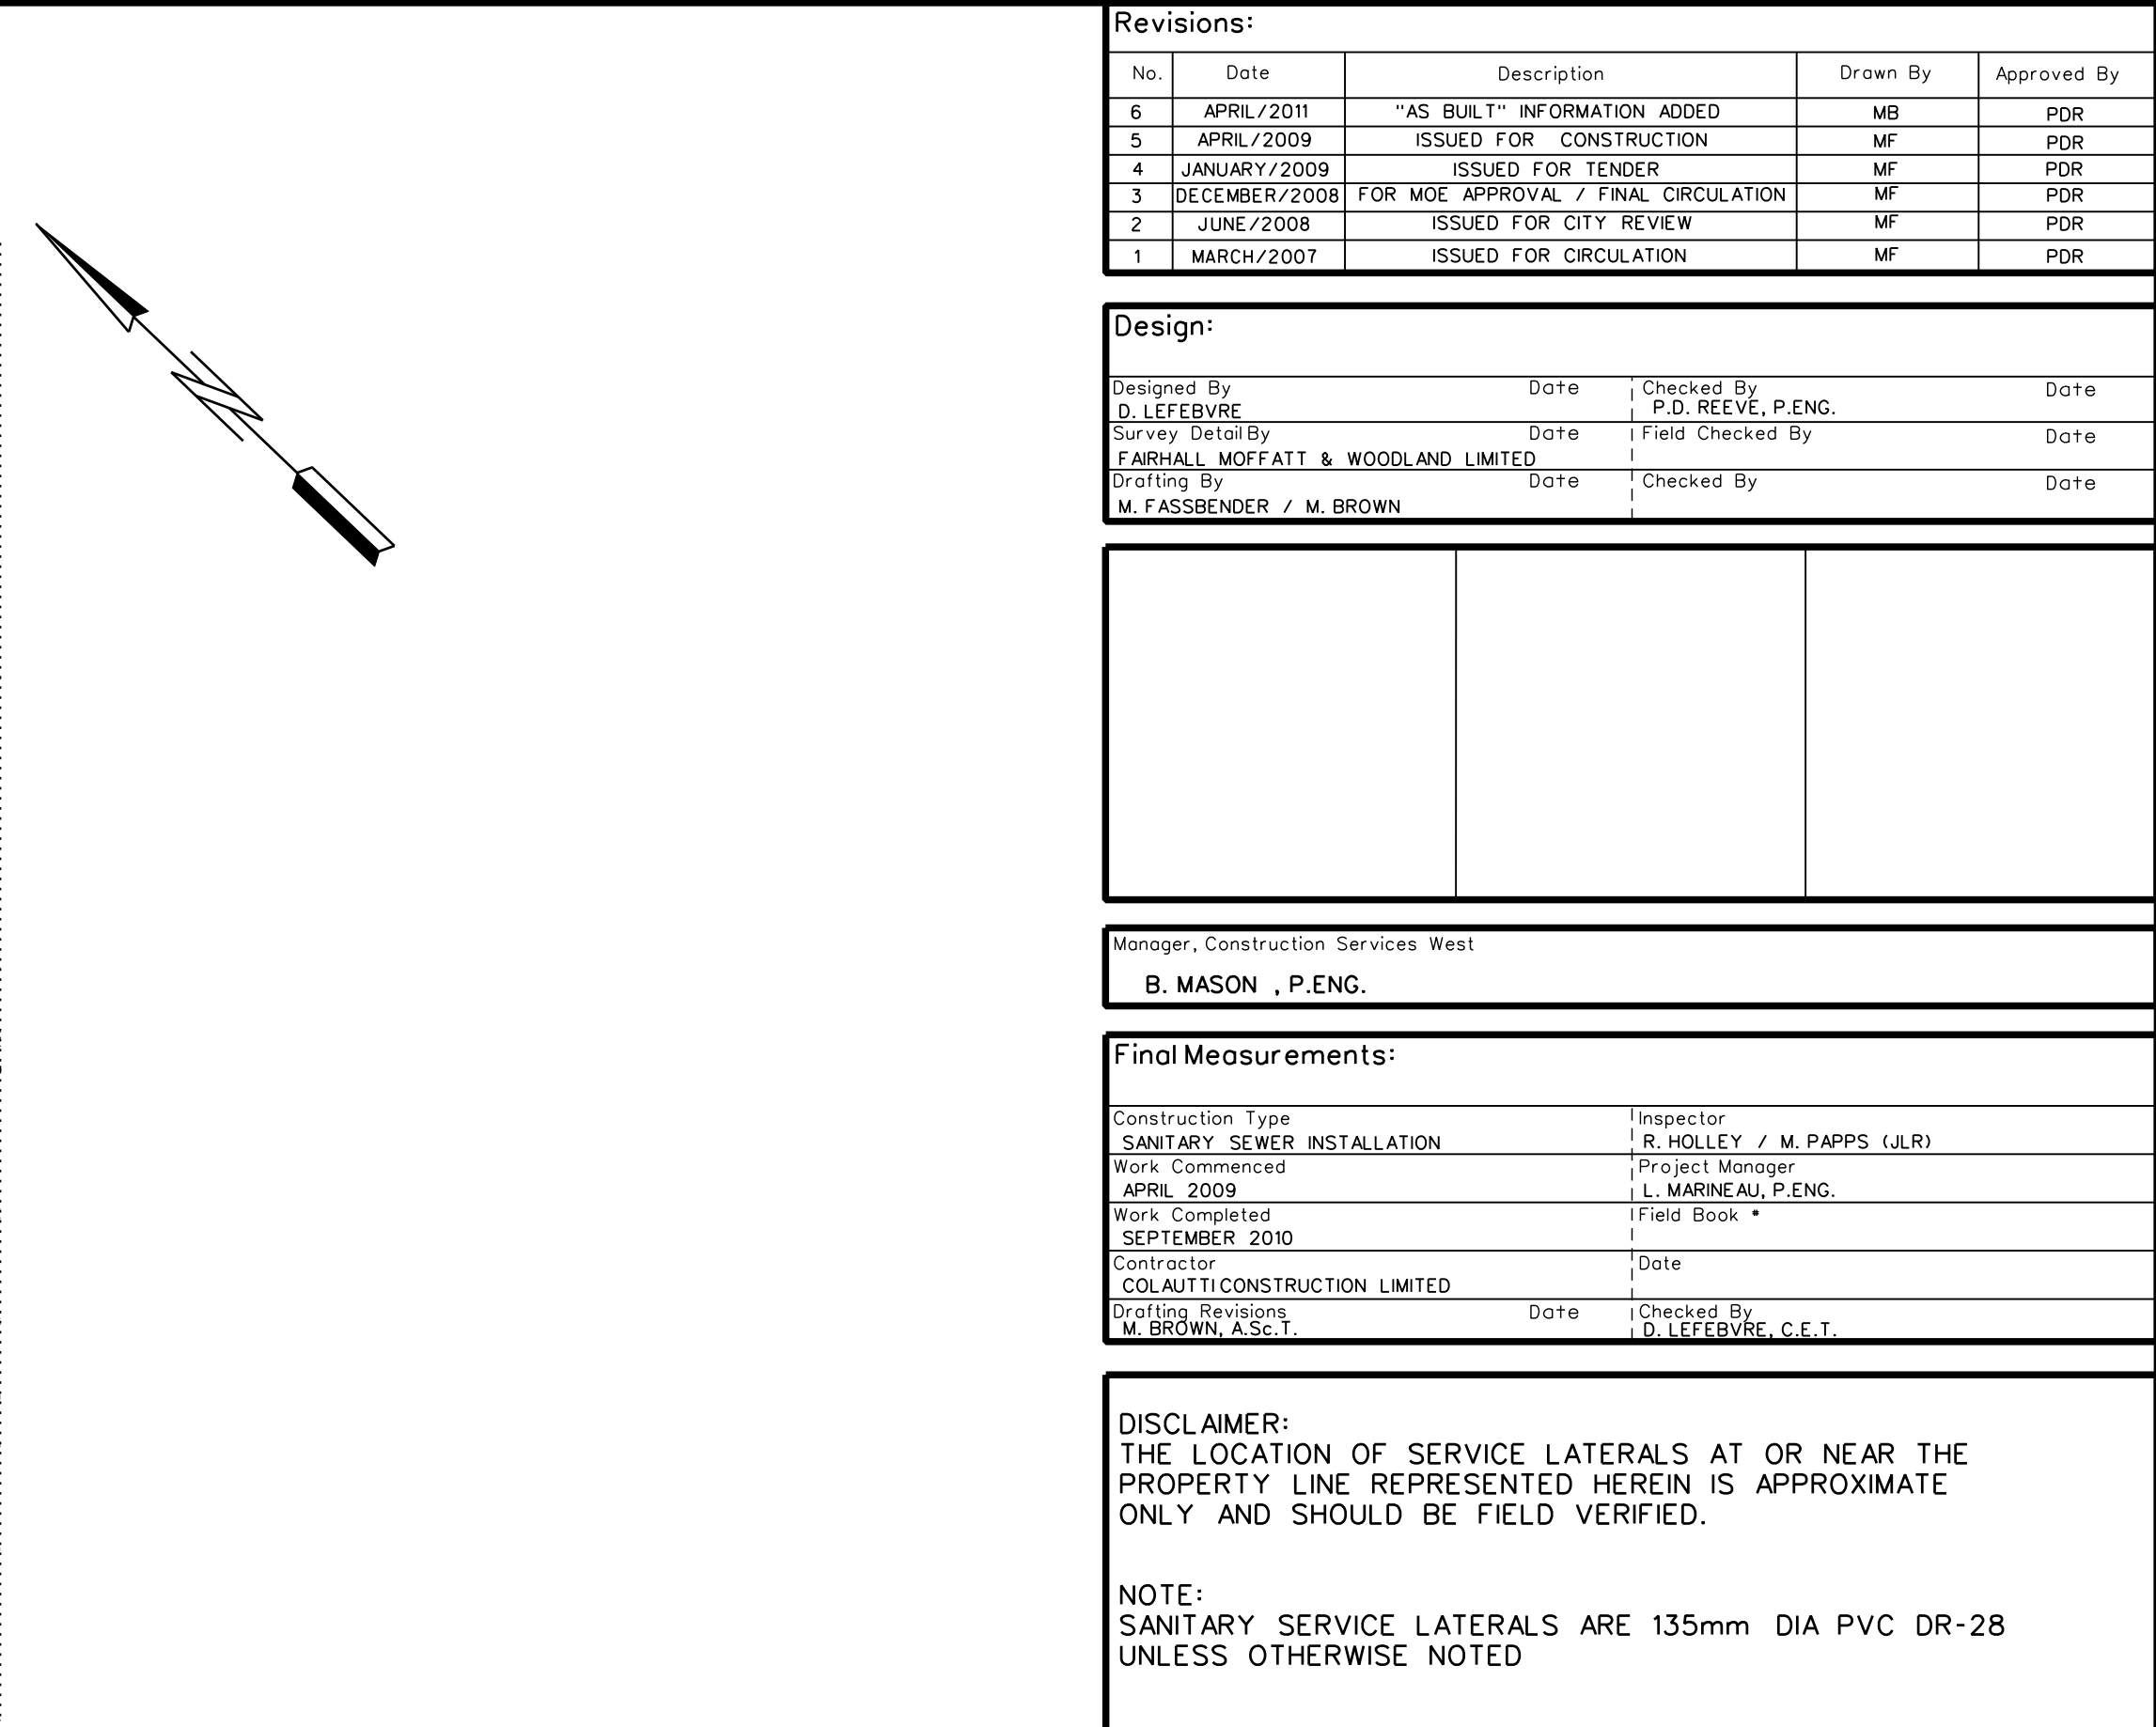 Revisions:
No. Date Description Drawn By Approved By
6 APRIL/2011 "AS BUILT" INFORMATION ADDED MB PDR
5 APRIL/2009 ISSUED FOR CONSTRUCTION MF PDR
4 JANUARY/2009 ISSUED FOR TENDER MF PDR
3 DECEMBER/2008 FOR MOE APPROVAL / FINAL CIRCULATION MF PDR
2 JUNE/2008 ISSUED FOR CITY REVIEW MF PDR
1 MARCH/2007 ISSUED FOR CIRCULATION MF PDR
Design:
Designed By Date Checked By Date
D. LEFEBVRE P.D. REEVE, P.ENG.
Survey Detail By Date Field Checked By Date
FAIRHALL MOFFATT & WOODLAND LIMITED
Drafting By Date Checked By Date
M. FASSBENDER / M. BROWN
Manager, Construction Services West
B. MASON , P.ENG.
Final Measurements:
Construction Type Inspector
SANITARY SEWER INSTALLATION R. HOLLEY / M. PAPPS (JLR)
Work Commenced Project Manager
APRIL 2009 L. MARINEAU, P.ENG.
Work Completed Field Book #
SEPTEMBER 2010
Contractor Date
COLAUTTI CONSTRUCTION LIMITED
Drafting Revisions Date Checked By
M. BROWN, A.Sc.T. D. LEFEBVRE, C.E.T.
DISCLAIMER:
THE LOCATION OF SERVICE LATERALS AT OR NEAR THE
PROPERTY LINE REPRESENTED HEREIN IS APPROXIMATE
ONLY AND SHOULD BE FIELD VERIFIED.
NOTE:
SANITARY SERVICE LATERALS ARE 135mm DIA PVC DR-28
UNLESS OTHERWISE NOTED